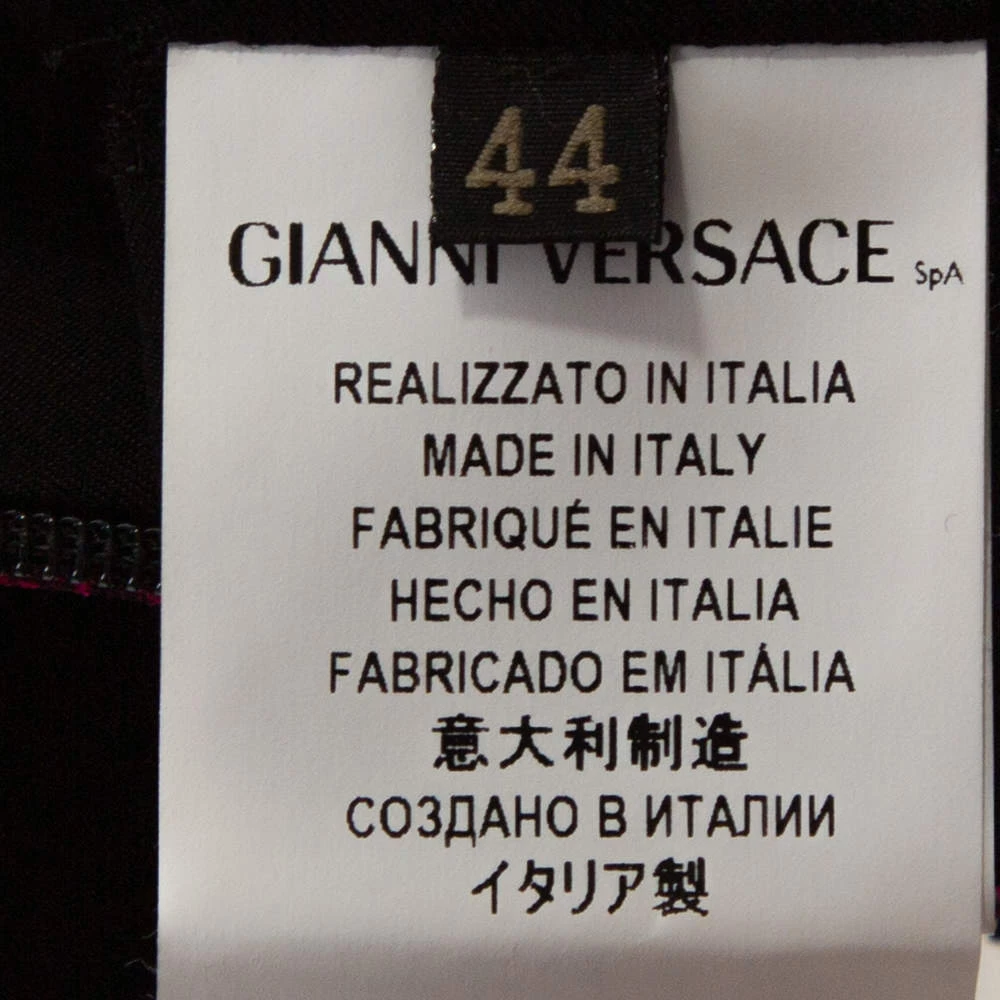 44
GIANNI VERSACE SpA
REALIZZATO IN ITALIA
MADE IN ITALY
FABRIQUÉ EN ITALIE
HECHO EN ITALIA
FABRICADO EM ITÁLIA
意大利制造
СОЗДАНО В ИТАЛИИ
イタリア製